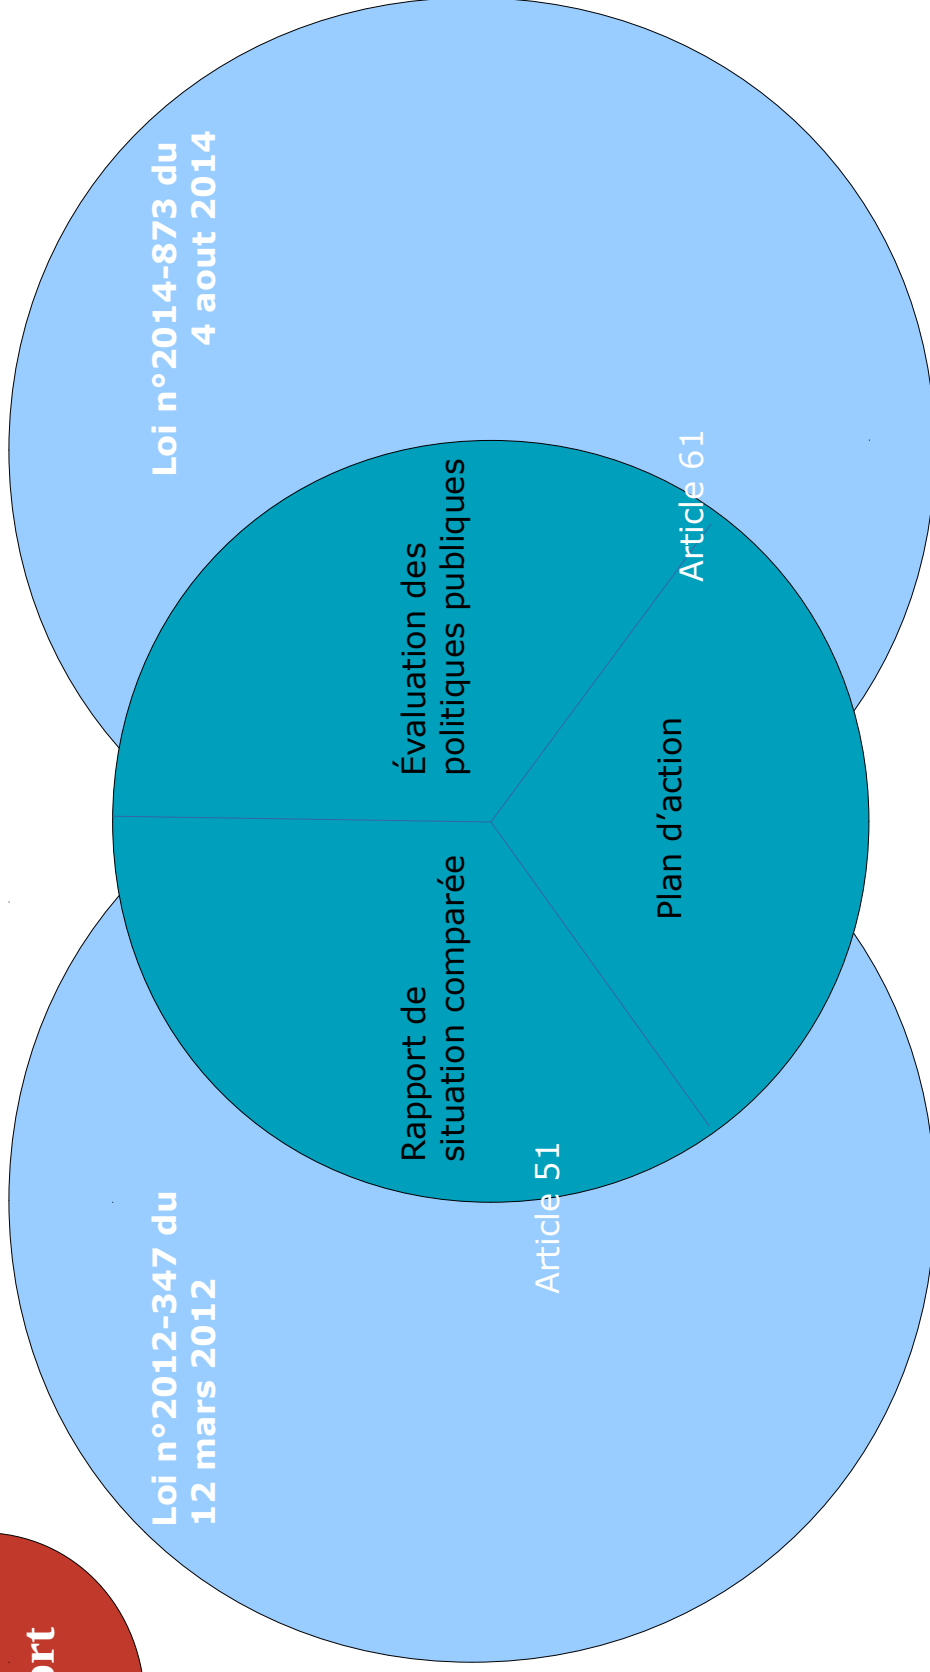 Loi n°2012-347 du
12 mars 2012
Loi n°2014-873 du
4 aout 2014
Rapport de
situation comparée
Évaluation des
politiques publiques
Article 51
Plan d’action
Article 61
ort